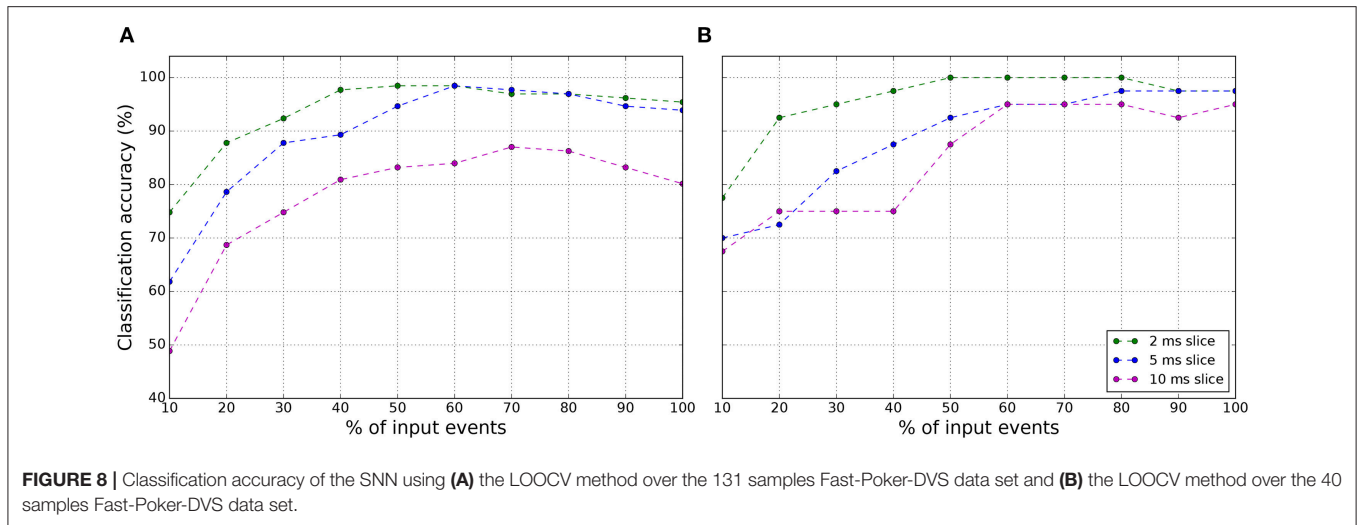 A
B
Classification accuracy (%)
100
90
80
70
60
50
40
10 20 30 40 50 60 70 80 90 100
% of input events
10 20 30 40 50 60 70 80 90 100
% of input events
2 ms slice
5 ms slice
10 ms slice
FIGURE 8 | Classification accuracy of the SNN using (A) the LOOCV method over the 131 samples Fast-Poker-DVS data set and (B) the LOOCV method over the 40
samples Fast-Poker-DVS data set.